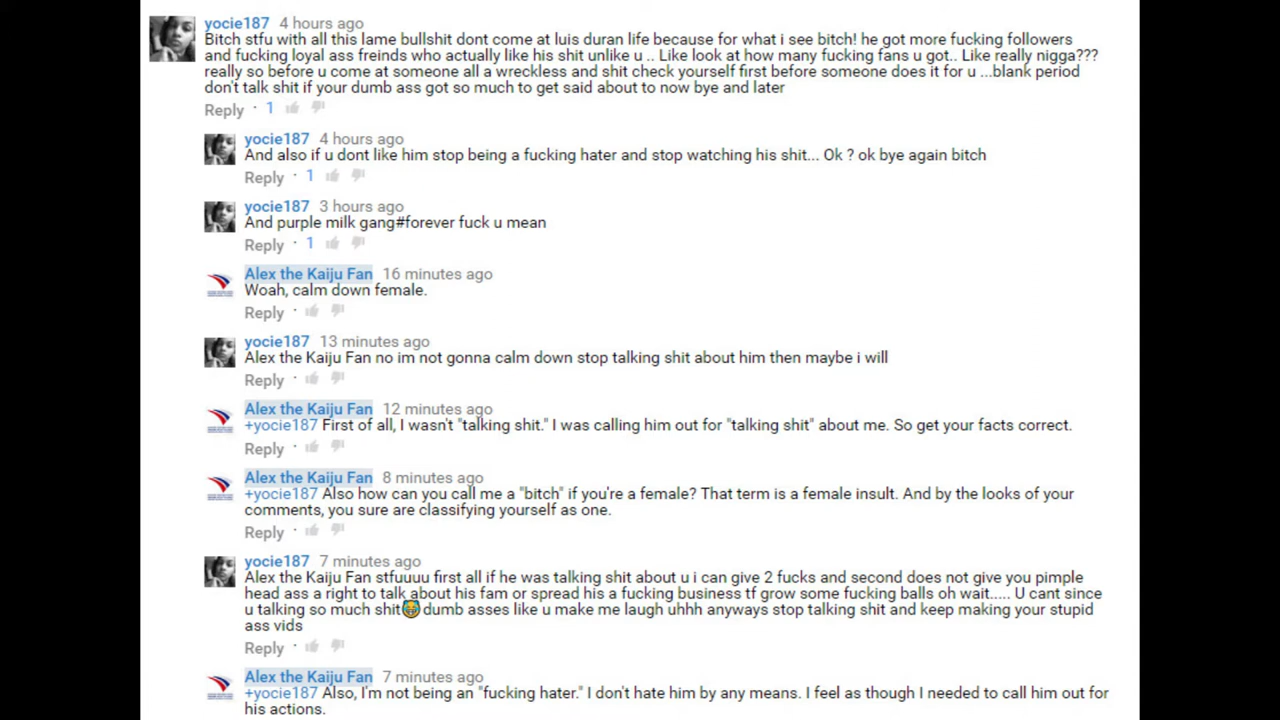 yocie187 4 hours ago
Bitch stfu with all this lame bullshit dont come at luis duran life because for what i see bitch! he got more fucking followers
and fucking loyal ass freinds who actually like his shit unlike u .. Like look at how many fucking fans u got.. Like really nigga???
really so before u come at someone all a wreckless and shit check yourself first before someone does it for u ...blank period
don't talk shit if your dumb ass got so much to get said about to now bye and later
Reply · 1
yocie187 4 hours ago
And also if u dont like him stop being a fucking hater and stop watching his shit... Ok ? ok bye again bitch
Reply · 1
yocie187 3 hours ago
And purple milk gang#forever fuck u mean
Reply · 1
Alex the Kaiju Fan 16 minutes ago
Woah, calm down female.
Reply ·
yocie187 13 minutes ago
Alex the Kaiju Fan no im not gonna calm down stop talking shit about him then maybe i will
Reply ·
Alex the Kaiju Fan 12 minutes ago
+yocie187 First of all, I wasn't "talking shit." I was calling him out for "talking shit" about me. So get your facts correct.
Reply ·
Alex the Kaiju Fan 8 minutes ago
+yocie187 Also how can you call me a "bitch" if you're a female? That term is a female insult. And by the looks of your
comments, you sure are classifying yourself as one.
Reply ·
yocie187 7 minutes ago
Alex the Kaiju Fan stfuuuu first all if he was talking shit about u i can give 2 fucks and second does not give you pimple
head ass a right to talk about his fam or spread his a fucking business tf grow some fucking balls oh wait..... U cant since
u talking so much shit😹 dumb asses like u make me laugh uhhh anyways stop talking shit and keep making your stupid
ass vids
Reply ·
Alex the Kaiju Fan 7 minutes ago
+yocie187 Also, I'm not being an "fucking hater." I don't hate him by any means. I feel as though I needed to call him out for
his actions.